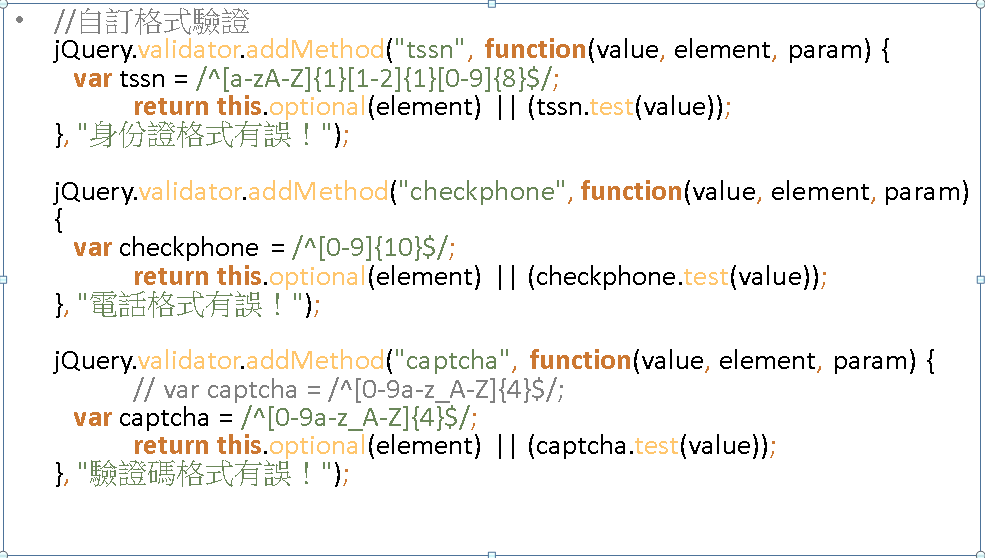 • //自訂格式驗證
jQuery.validator.addMethod("tssn", function(value, element, param) {
var tssn = /^[a-zA-Z]{1}[1-2]{1}[0-9]{8}$/;
return this.optional(element) || (tssn.test(value));
}, "身份證格式有誤！");
jQuery.validator.addMethod("checkphone", function(value, element, param)
{
var checkphone = /^[0-9]{10}$/;
return this.optional(element) || (checkphone.test(value));
}, "電話格式有誤！");
jQuery.validator.addMethod("captcha", function(value, element, param) {
// var captcha = /^[0-9a-z_A-Z]{4}$/;
var captcha = /^[0-9a-z_A-Z]{4}$/;
return this.optional(element) || (captcha.test(value));
}, "驗證碼格式有誤！");